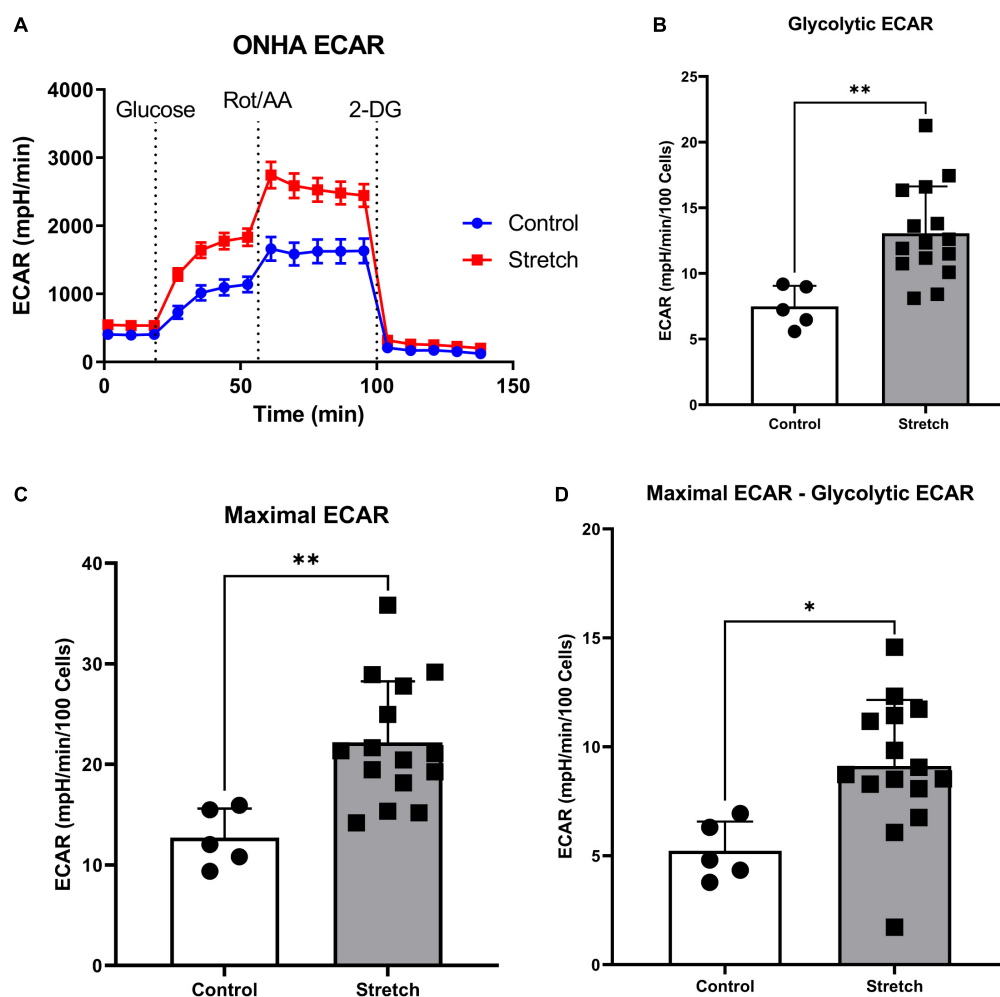 A
ONHA ECAR
ECAR (mpH/min)
4000
3000
2000
1000
0
Glucose
Rot/AA
2-DG
Control
Stretch
0
50
100
150
Time (min)
B
Glycolytic ECAR
ECAR (mpH/min/100 Cells)
25
20
15
10
5
0
**
Control
Stretch
C
Maximal ECAR
ECAR (mpH/min/100 Cells)
40
30
20
10
0
**
Control
Stretch
D
Maximal ECAR - Glycolytic ECAR
ECAR (mpH/min/100 Cells)
20
15
10
5
0
*
Control
Stretch